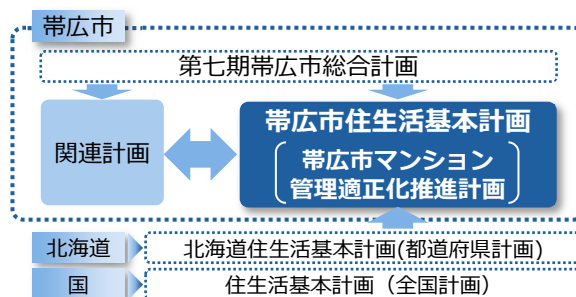 帯広市
第七期帯広市総合計画
関連計画
帯広市住生活基本計画
帯広市マンション
管理適正化推進計画
北海道
北海道住生活基本計画(都道府県計画)
国
住生活基本計画（全国計画）